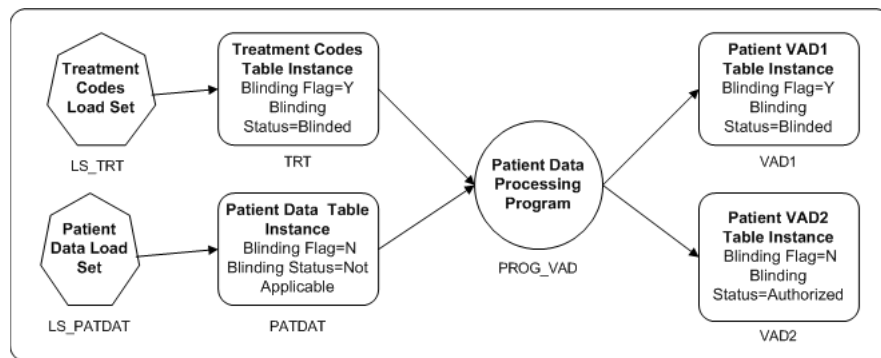 Treatment
Codes
Load Set
LS_TRT
Treatment Codes
Table Instance
Blinding Flag=Y
Blinding
Status=Blinded
TRT
Patient
Data Load
Set
LS_PATDAT
Patient Data Table
Instance
Blinding Flag=N
Blinding Status=Not
Applicable
PATDAT
Patient Data
Processing
Program
PROG_VAD
Patient VAD1
Table Instance
Blinding Flag=Y
Blinding
Status=Blinded
VAD1
Patient VAD2
Table Instance
Blinding Flag=N
Blinding
Status=Authorized
VAD2